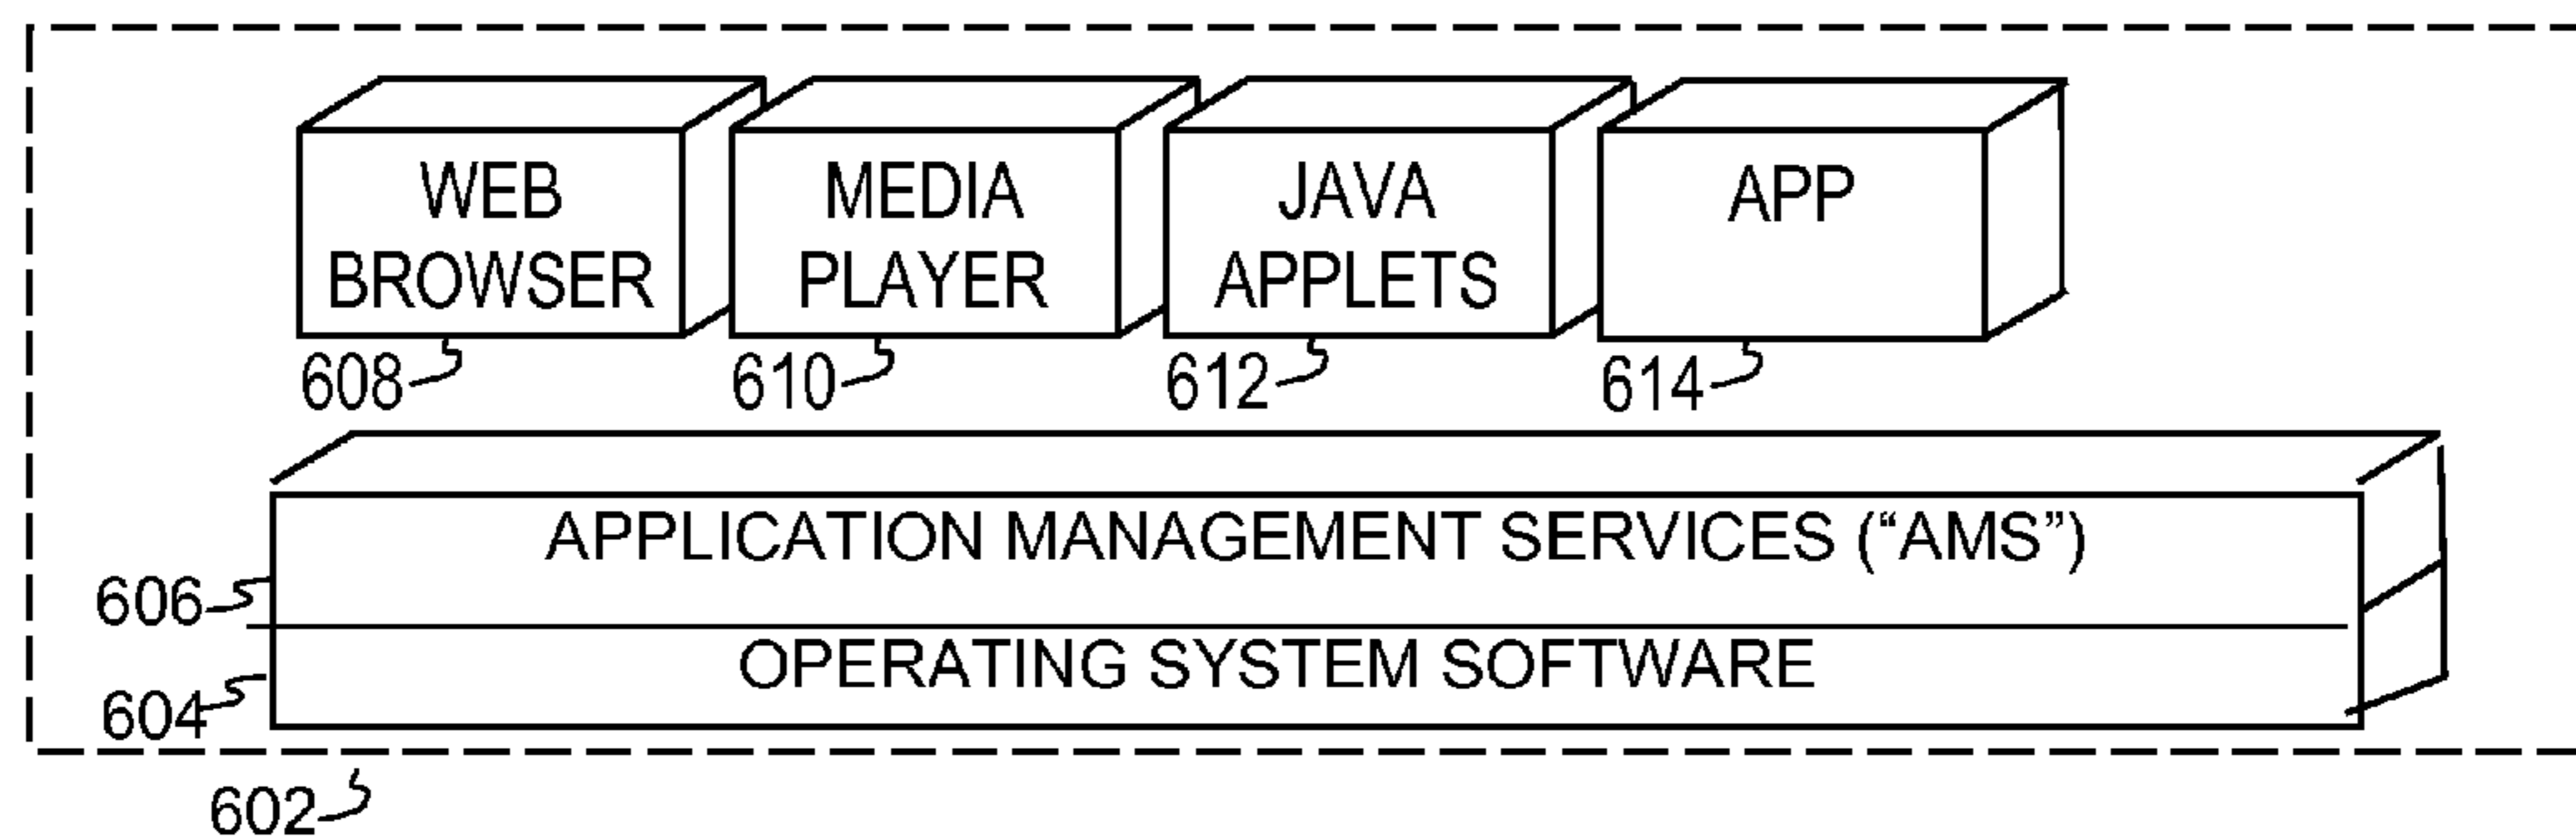 WEB
BROWSER
MEDIA
PLAYER
JAVA
APPLETS
APP
608
610
612
614
APPLICATION MANAGEMENT SERVICES (“AMS”)
606
OPERATING SYSTEM SOFTWARE
604
602